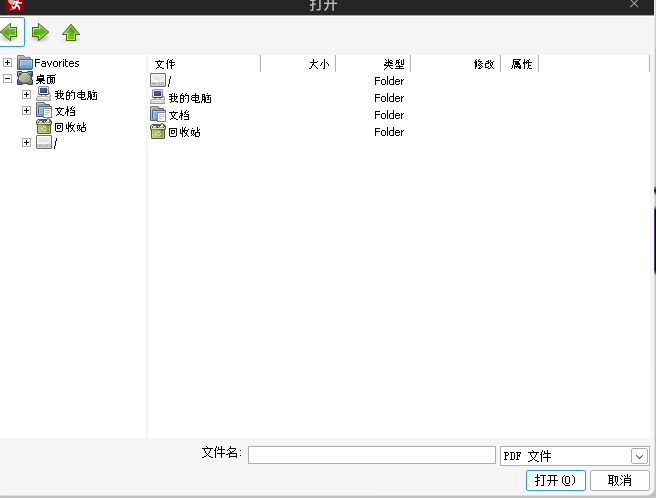 打开
Favorites
桌面
我的电脑
文档
回收站
/
文件 大小 类型 修改 属性
/ Folder
我的电脑 Folder
文档 Folder
回收站 Folder
文件名:
PDF 文件
打开(O) 取消